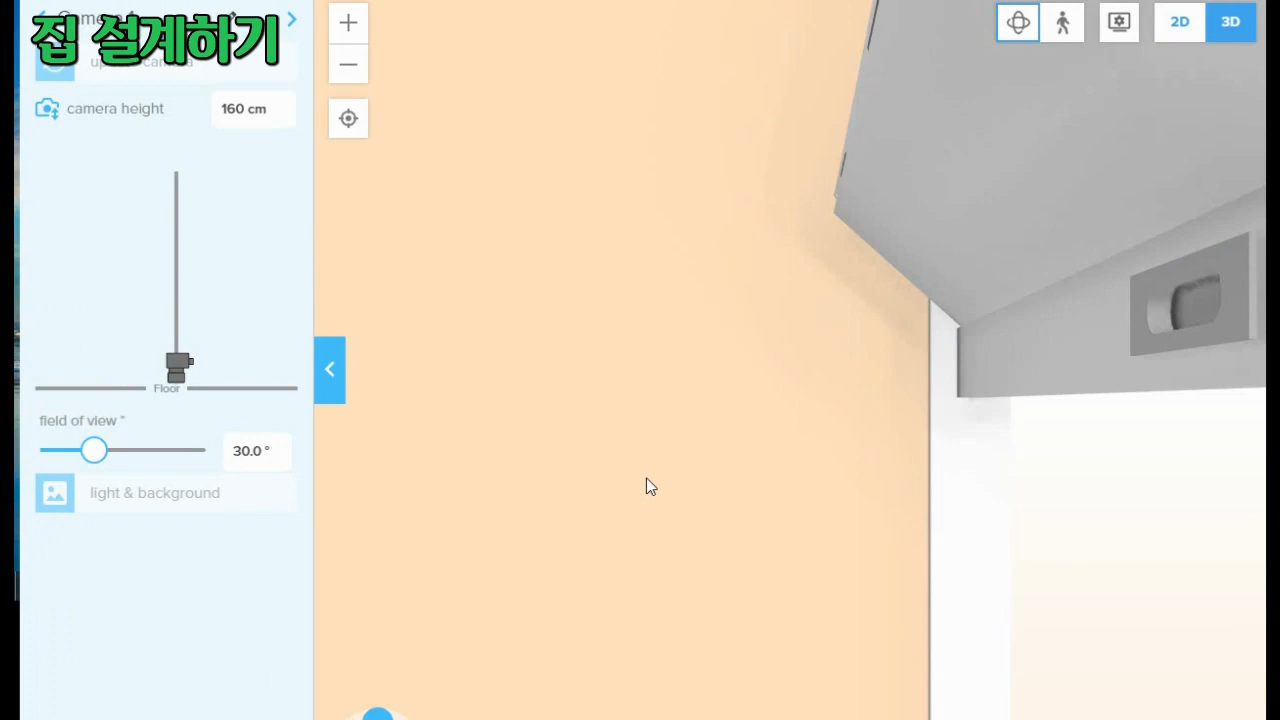 집 설계하기
2D
3D
camera height
160 cm
Floor
field of view °
30.0 °
light & background